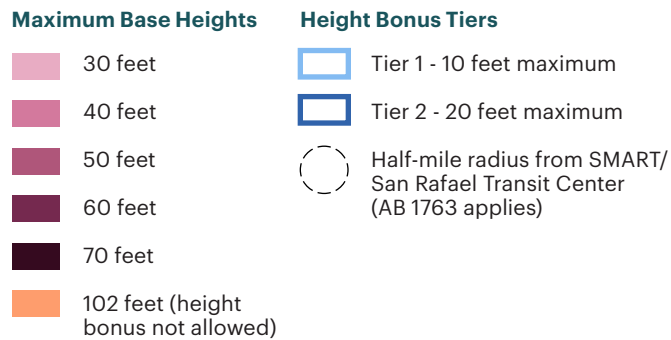 Maximum Base Heights
30 feet
40 feet
50 feet
60 feet
70 feet
102 feet (height
bonus not allowed)
Height Bonus Tiers
Tier 1 - 10 feet maximum
Tier 2 - 20 feet maximum
Half-mile radius from SMART/
San Rafael Transit Center
(AB 1763 applies)